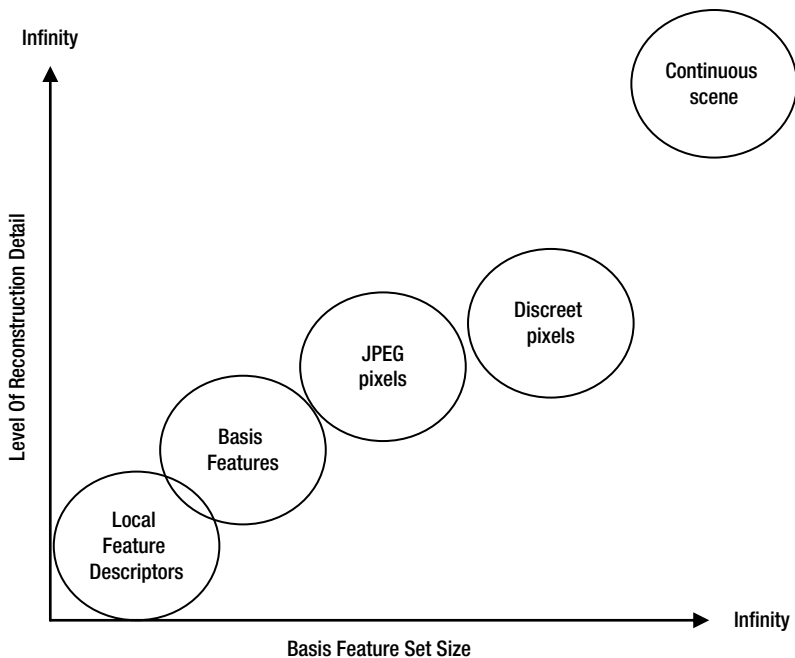 Infinity
Continuous
scene
Level Of Reconstruction Detail
Discreet
pixels
JPEG
pixels
Basis
Features
Local
Feature
Descriptors
Infinity
Basis Feature Set Size